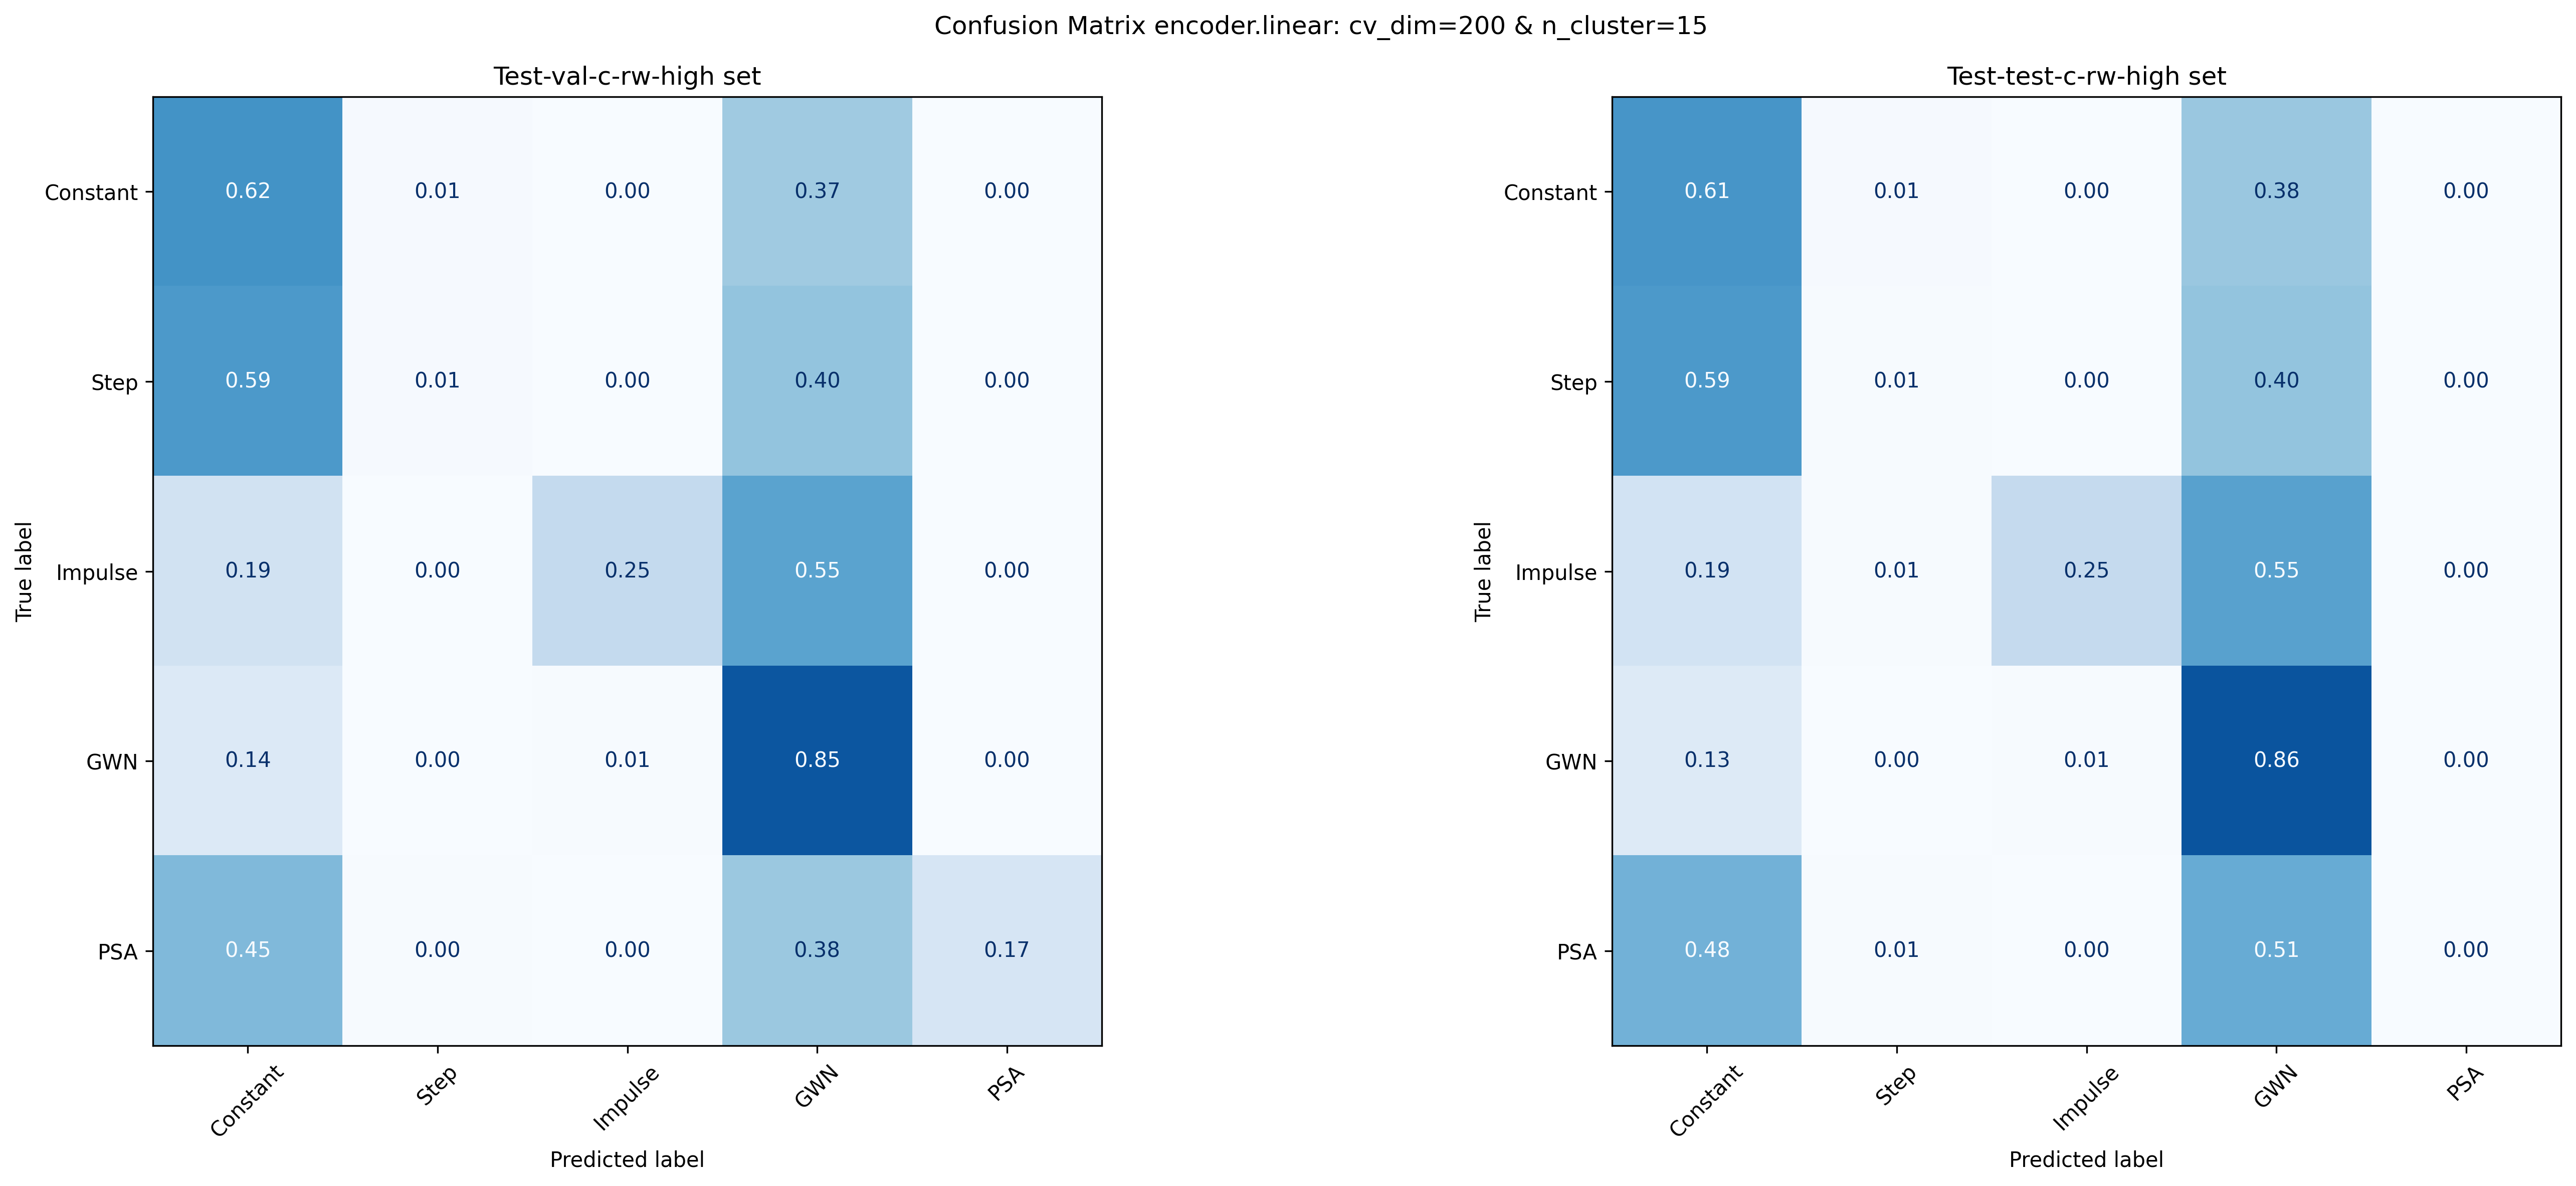 Confusion Matrix encoder.linear: cv_dim=200 & n_cluster=15
Test-val-c-rw-high set
True label
Constant 0.62 0.01 0.00 0.37 0.00
Step 0.59 0.01 0.00 0.40 0.00
Impulse 0.19 0.00 0.25 0.55 0.00
GWN 0.14 0.00 0.01 0.85 0.00
PSA 0.45 0.00 0.00 0.38 0.17
Constant Step Impulse GWN PSA
Predicted label
Test-test-c-rw-high set
True label
Constant 0.61 0.01 0.00 0.38 0.00
Step 0.59 0.01 0.00 0.40 0.00
Impulse 0.19 0.01 0.25 0.55 0.00
GWN 0.13 0.00 0.01 0.86 0.00
PSA 0.48 0.01 0.00 0.51 0.00
Constant Step Impulse GWN PSA
Predicted label